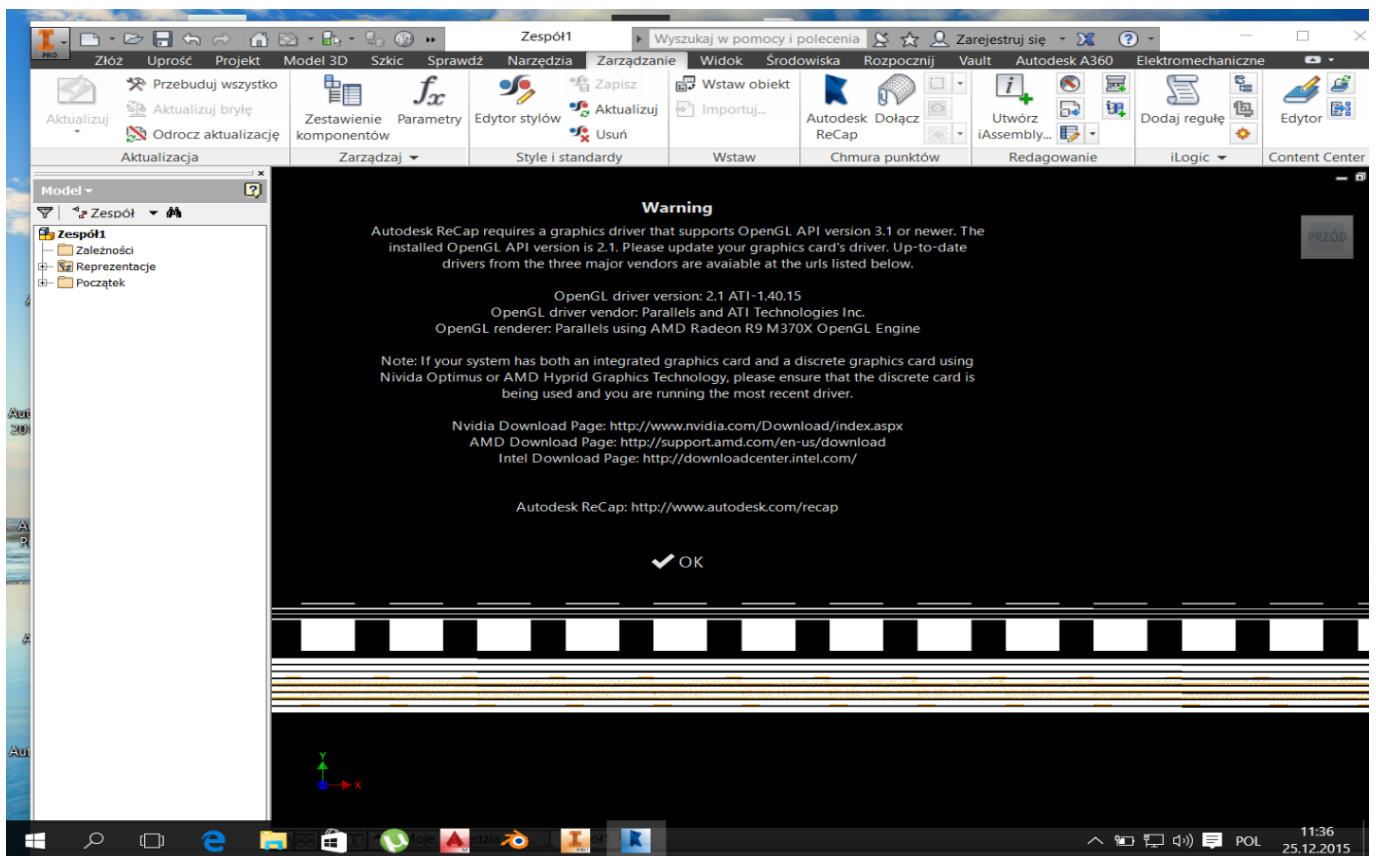 PRO
Zespół1
Wyszukaj w pomocy i polecenia
Zarejestruj się
Złóż Uprość Projekt Model 3D Szkic Sprawdź Narzędzia Zarządzanie Widok Środowiska Rozpocznij Vault Autodesk A360 Elektromechaniczne
Aktualizuj
Przebuduj wszystko
Aktualizuj bryłę
Odrocz aktualizację
Aktualizacja
Zestawienie
komponentów
Parametry
Zarządzaj
Edytor stylów
Zapisz
Aktualizuj
Usuń
Style i standardy
Wstaw obiekt
Importuj...
Wstaw
Autodesk
ReCap
Dołącz
Chmura punktów
Utwórz
iAssembly...
Redagowanie
Dodaj regułę
iLogic
Edytor
Content Center
Model
Zespół
Zespół1
Zależności
Reprezentacje
Początek
Warning
Autodesk ReCap requires a graphics driver that supports OpenGL API version 3.1 or newer. The
installed OpenGL API version is 2.1. Please update your graphics card's driver. Up-to-date
drivers from the three major vendors are avaiable at the urls listed below.
OpenGL driver version: 2.1 ATI-1.40.15
OpenGL driver vendor: Parallels and ATI Technologies Inc.
OpenGL renderer: Parallels using AMD Radeon R9 M370X OpenGL Engine
Note: If your system has both an integrated graphics card and a discrete graphics card using
Nivida Optimus or AMD Hyprid Graphics Technology, please ensure that the discrete card is
being used and you are running the most recent driver.
Nvidia Download Page: http://www.nvidia.com/Download/index.aspx
AMD Download Page: http://support.amd.com/en-us/download
Intel Download Page: http://downloadcenter.intel.com/
Autodesk ReCap: http://www.autodesk.com/recap
OK
PRZÓD
Y
X
POL
11:36
25.12.2015